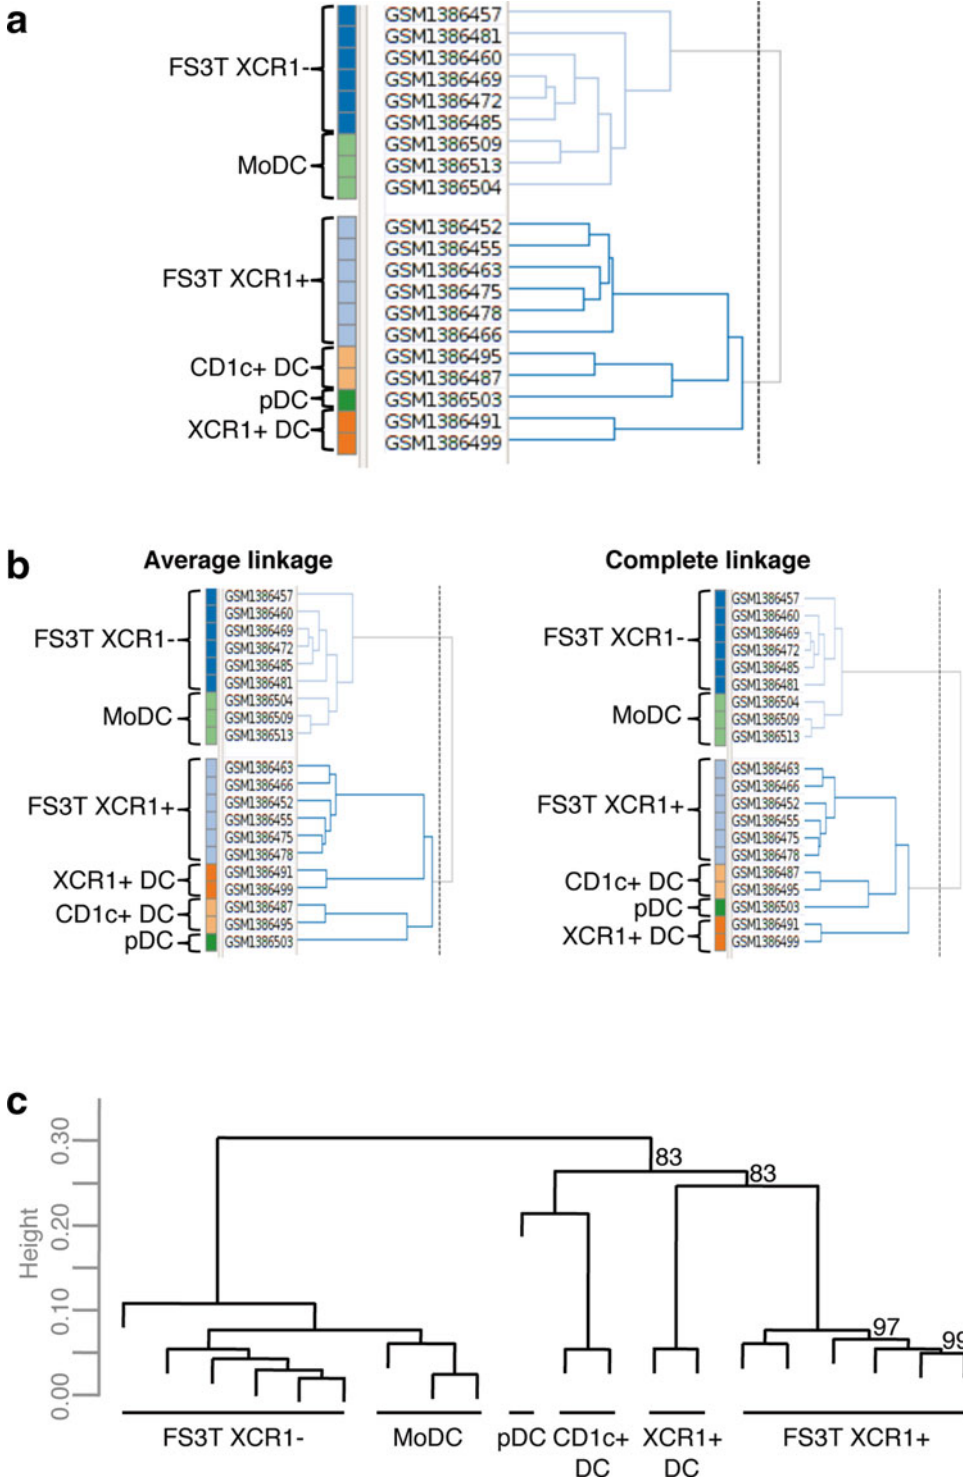 a
FS3T XCR1-
MoDC
FS3T XCR1+
CD1c+ DC
pDC
XCR1+ DC
GSM1386457
GSM1386481
GSM1386460
GSM1386469
GSM1386472
GSM1386485
GSM1386509
GSM1386513
GSM1386504
GSM1386452
GSM1386455
GSM1386463
GSM1386475
GSM1386478
GSM1386466
GSM1386495
GSM1386487
GSM1386503
GSM1386491
GSM1386499
b
Average linkage
FS3T XCR1-
MoDC
FS3T XCR1+
XCR1+ DC
CD1c+ DC
pDC
GSM1386457
GSM1386460
GSM1386469
GSM1386472
GSM1386485
GSM1386481
GSM1386504
GSM1386509
GSM1386513
GSM1386463
GSM1386466
GSM1386452
GSM1386455
GSM1386475
GSM1386478
GSM1386491
GSM1386499
GSM1386487
GSM1386495
GSM1386503
Complete linkage
FS3T XCR1-
MoDC
FS3T XCR1+
CD1c+ DC
pDC
XCR1+ DC
GSM1386457
GSM1386460
GSM1386469
GSM1386472
GSM1386485
GSM1386481
GSM1386504
GSM1386509
GSM1386513
GSM1386463
GSM1386466
GSM1386452
GSM1386455
GSM1386475
GSM1386478
GSM1386487
GSM1386495
GSM1386503
GSM1386491
GSM1386499
c
Height
0.30
0.20
0.10
0.00
83
83
97
99
FS3T XCR1-
MoDC
pDC
CD1c+
DC
XCR1+
DC
FS3T XCR1+